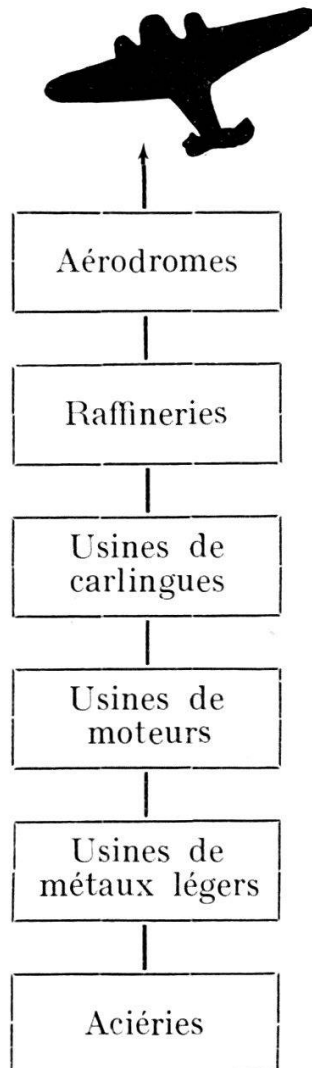 Aérodromes
Raffineries
Usines de
carlingues
Usines de
moteurs
Usines de
métaux légers
Aciéries